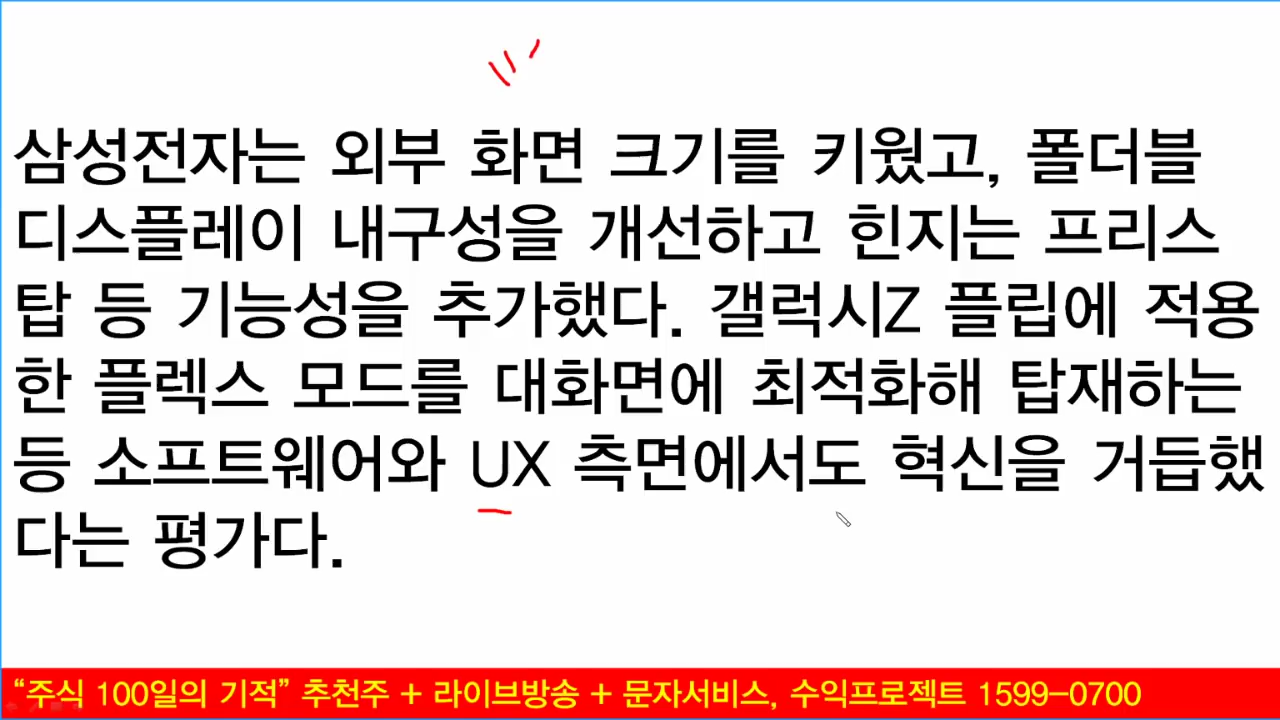 삼성전자는 외부 화면 크기를 키웠고, 폴더블
디스플레이 내구성을 개선하고 힌지는 프리스
탑 등 기능성을 추가했다. 갤럭시Z 플립에 적용
한 플렉스 모드를 대화면에 최적화해 탑재하는
등 소프트웨어와 UX 측면에서도 혁신을 거듭했
다는 평가다.
“주식 100일의 기적” 추천주 + 라이브방송 + 문자서비스, 수익프로젝트 1599-0700